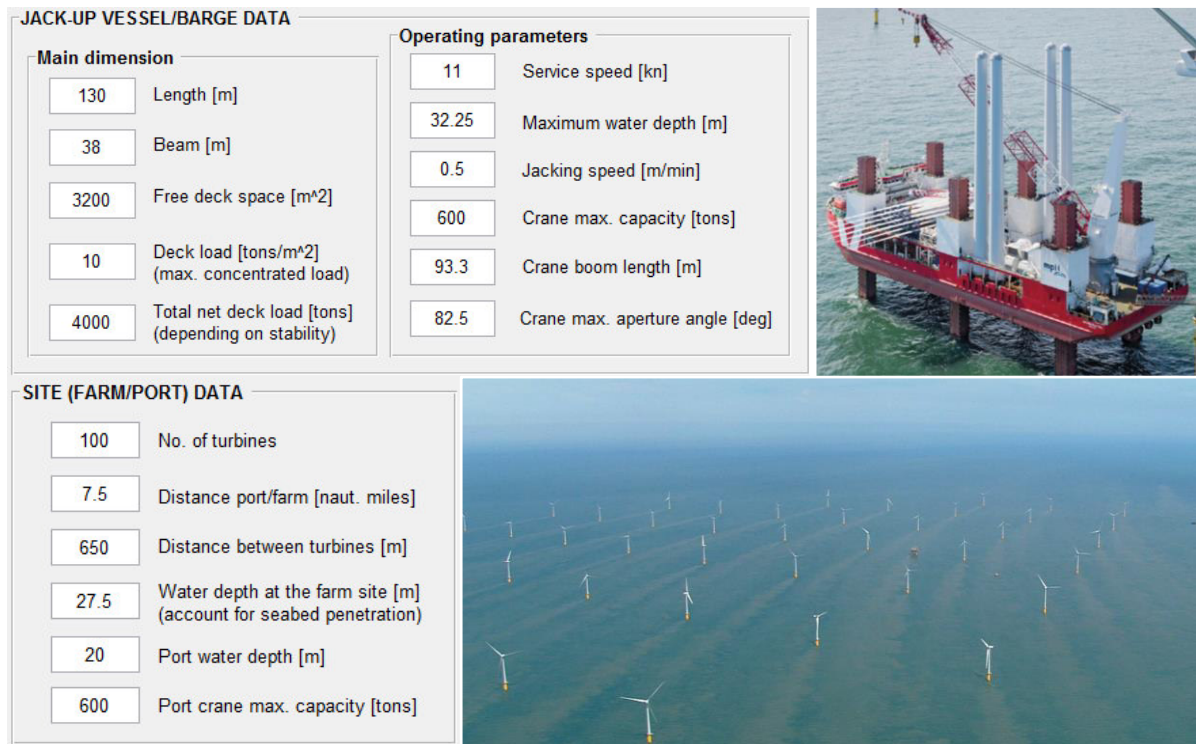 JACK-UP VESSEL/BARGE DATA
Main dimension
130 Length [m]
38 Beam [m]
3200 Free deck space [m^2]
10 Deck load [tons/m^2]
(max. concentrated load)
4000 Total net deck load [tons]
(depending on stability)
Operating parameters
11 Service speed [kn]
32.25 Maximum water depth [m]
0.5 Jacking speed [m/min]
600 Crane max. capacity [tons]
93.3 Crane boom length [m]
82.5 Crane max. aperture angle [deg]
mpi
SITE (FARM/PORT) DATA
100 No. of turbines
7.5 Distance port/farm [naut. miles]
650 Distance between turbines [m]
27.5 Water depth at the farm site [m]
(account for seabed penetration)
20 Port water depth [m]
600 Port crane max. capacity [tons]